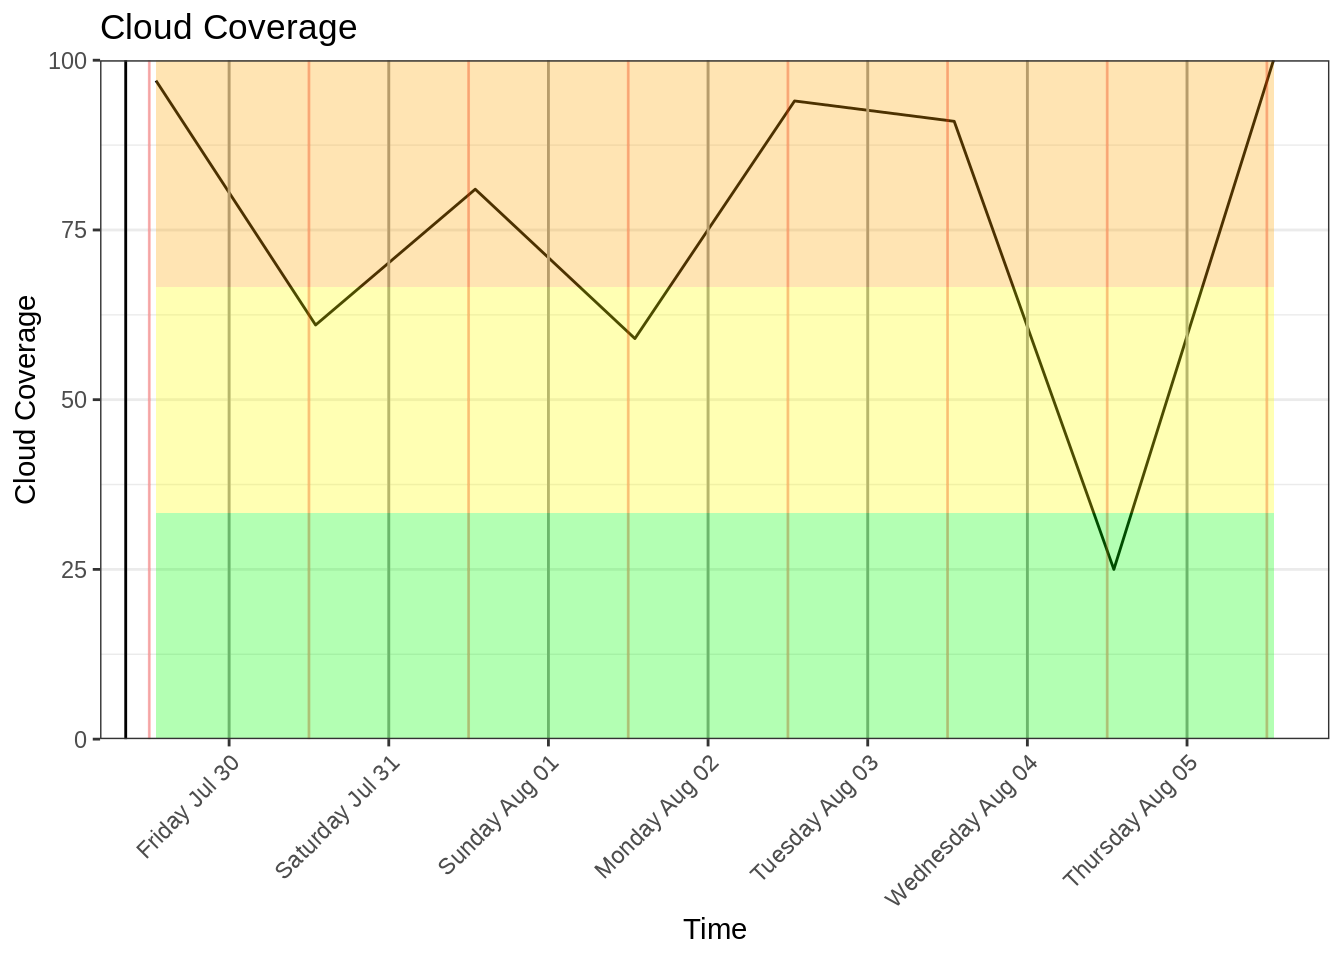 Cloud Coverage
100
75
50
25
0
Cloud Coverage
Friday Jul 30
Saturday Jul 31
Sunday Aug 01
Monday Aug 02
Tuesday Aug 03
Wednesday Aug 04
Thursday Aug 05
Time